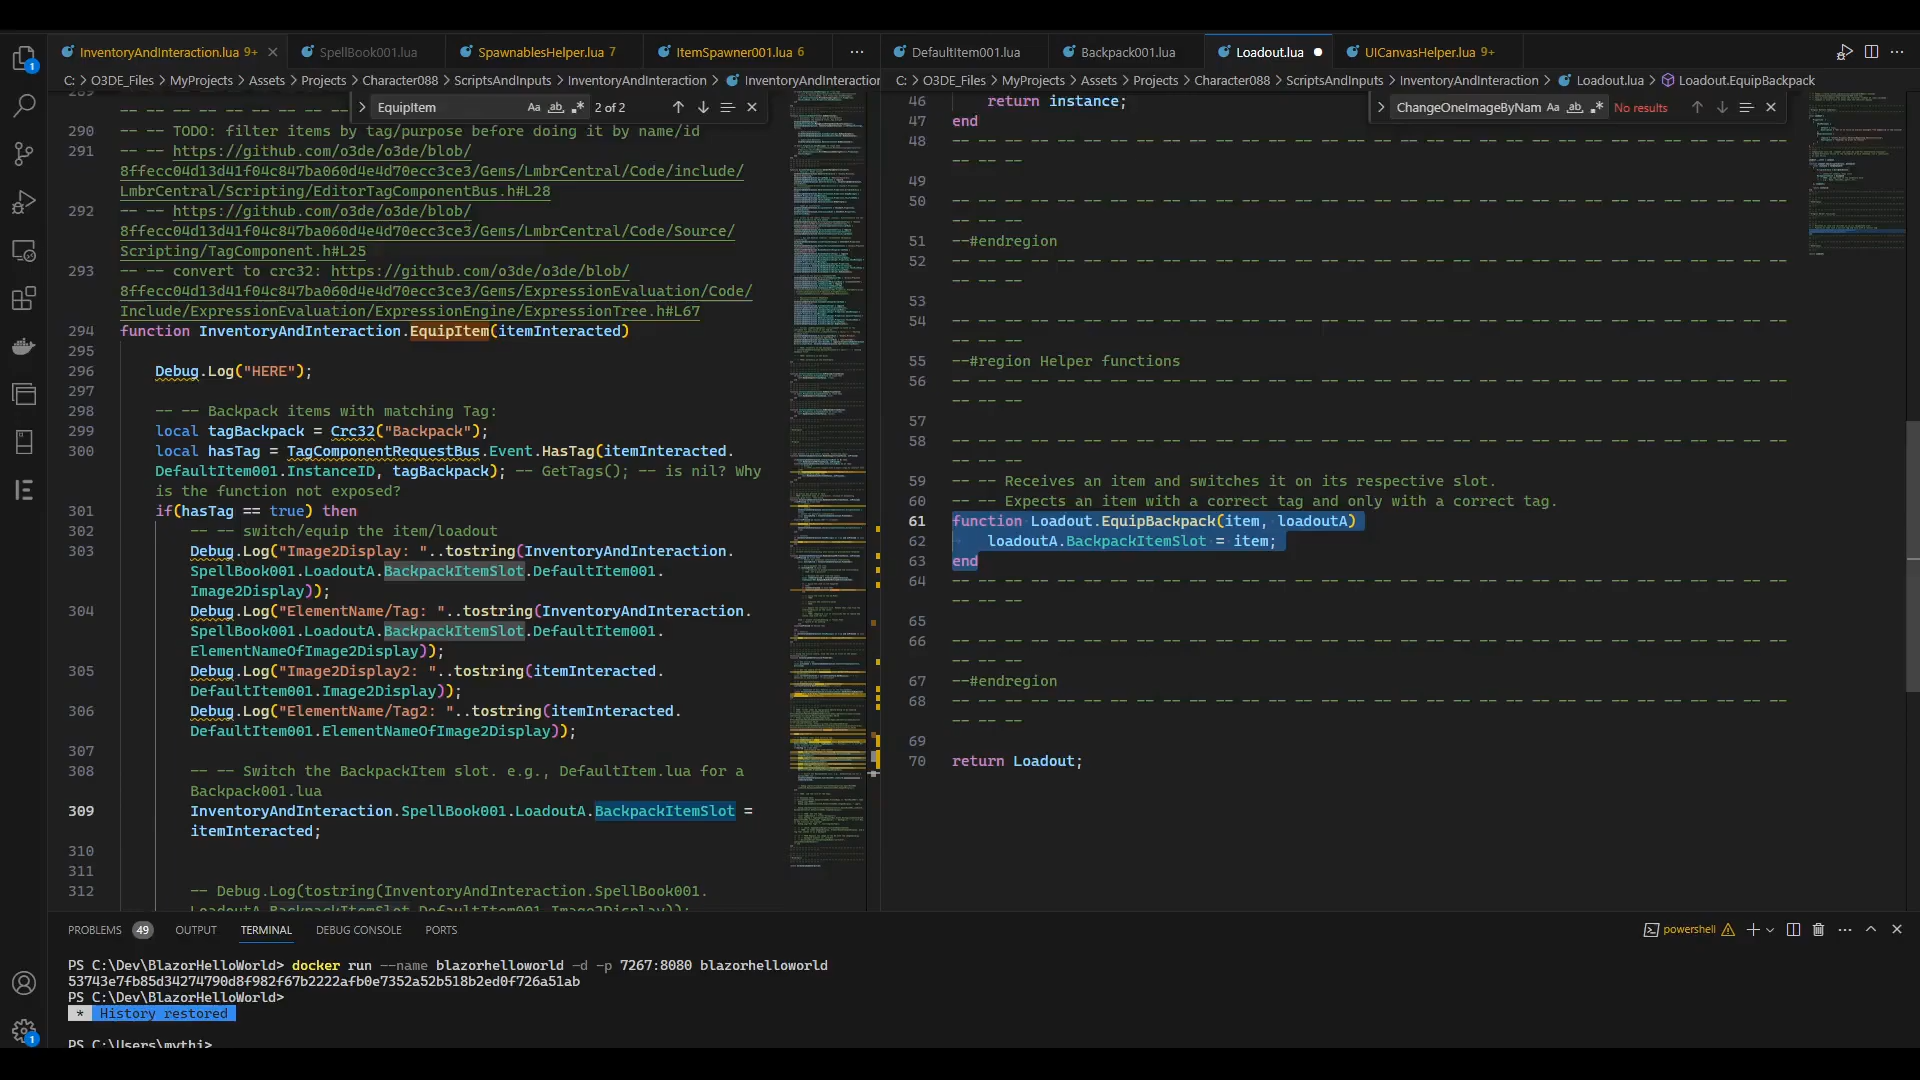 InventoryAndInteraction.lua 9+
SpellBook001.lua
SpawnablesHelper.lua 7
ItemSpawner001.lua 6
DefaultItem001.lua
Backpack001.lua
Loadout.lua
UICanvasHelper.lua 9+
C: > O3DE_Files > MyProjects > Assets > Projects > Character088 > ScriptsAndInputs > InventoryAndInteraction > InventoryAndInteraction
C: > O3DE_Files > MyProjects > Assets > Projects > Character088 > ScriptsAndInputs > InventoryAndInteraction > Loadout.lua > Loadout.EquipBackpack
EquipItem
2 of 2
290 -- -- TODO: filter items by tag/purpose before doing it by name/id
291 -- -- https://github.com/o3de/o3de/blob/
8ffecc04d13d41f04c847ba060d4e4d70ecc3ce3/Gems/LmbrCentral/Code/include/
LmbrCentral/Scripting/EditorTagComponentBus.h#L28
292 -- -- https://github.com/o3de/o3de/blob/
8ffecc04d13d41f04c847ba060d4e4d70ecc3ce3/Gems/LmbrCentral/Code/Source/
Scripting/TagComponent.h#L25
293 -- -- convert to crc32: https://github.com/o3de/o3de/blob/
8ffecc04d13d41f04c847ba060d4e4d70ecc3ce3/Gems/ExpressionEvaluation/Code/
Include/ExpressionEvaluation/ExpressionEngine/ExpressionTree.h#L67
294 function InventoryAndInteraction.EquipItem(itemInteracted)
295
296 Debug.Log("HERE");
297
298 -- -- Backpack items with matching Tag:
299 local tagBackpack = Crc32("Backpack");
300 local hasTag = TagComponentRequestBus.Event.HasTag(itemInteracted.
DefaultItem001.InstanceID, tagBackpack); -- GetTags(); -- is nil? Why
is the function not exposed?
301 if(hasTag == true) then
302 -- -- switch/equip the item/loadout
303 Debug.Log("Image2Display: "..tostring(InventoryAndInteraction.
SpellBook001.LoadoutA.BackpackItemSlot.DefaultItem001.
Image2Display));
304 Debug.Log("ElementName/Tag: "..tostring(InventoryAndInteraction.
SpellBook001.LoadoutA.BackpackItemSlot.DefaultItem001.
ElementNameOfImage2Display));
305 Debug.Log("Image2Display2: "..tostring(itemInteracted.
DefaultItem001.Image2Display));
306 Debug.Log("ElementName/Tag2: "..tostring(itemInteracted.
DefaultItem001.ElementNameOfImage2Display));
307
308 -- -- Switch the BackpackItem slot. e.g., DefaultItem.lua for a
Backpack001.lua
309 InventoryAndInteraction.SpellBook001.LoadoutA.BackpackItemSlot =
itemInteracted;
310
311
312 -- Debug.Log(tostring(InventoryAndInteraction.SpellBook001.
LoadoutA.BackpackItemSlot.DefaultItem001.Image2Display));
ChangeOneImageByNam
No results
46 return instance;
47 end
48 -- -- -- -- -- -- -- -- -- -- -- -- -- -- -- -- -- -- -- -- -- -- -- -- -- -- -- -- -- -- -- --
-- -- --
49
50 -- -- -- -- -- -- -- -- -- -- -- -- -- -- -- -- -- -- -- -- -- -- -- -- -- -- -- -- -- -- -- --
-- -- --
51 --#endregion
52 -- -- -- -- -- -- -- -- -- -- -- -- -- -- -- -- -- -- -- -- -- -- -- -- -- -- -- -- -- -- -- --
-- -- --
53
54 -- -- -- -- -- -- -- -- -- -- -- -- -- -- -- -- -- -- -- -- -- -- -- -- -- -- -- -- -- -- -- --
-- -- --
55 --#region Helper functions
56 -- -- -- -- -- -- -- -- -- -- -- -- -- -- -- -- -- -- -- -- -- -- -- -- -- -- -- -- -- -- -- --
-- -- --
57
58 -- -- -- -- -- -- -- -- -- -- -- -- -- -- -- -- -- -- -- -- -- -- -- -- -- -- -- -- -- -- -- --
-- -- --
59 -- -- Receives an item and switches it on its respective slot.
60 -- -- Expects an item with a correct tag and only with a correct tag.
61 function Loadout.EquipBackpack(item, loadoutA)
62 loadoutA.BackpackItemSlot = item;
63 end
64 -- -- -- -- -- -- -- -- -- -- -- -- -- -- -- -- -- -- -- -- -- -- -- -- -- -- -- -- -- -- -- --
-- -- --
65
66 -- -- -- -- -- -- -- -- -- -- -- -- -- -- -- -- -- -- -- -- -- -- -- -- -- -- -- -- -- -- -- --
-- -- --
67 --#endregion
68 -- -- -- -- -- -- -- -- -- -- -- -- -- -- -- -- -- -- -- -- -- -- -- -- -- -- -- -- -- -- -- --
-- -- --
69
70 return Loadout;
PROBLEMS 49 OUTPUT TERMINAL DEBUG CONSOLE PORTS
powershell
PS C:\Dev\BlazorHelloWorld> docker run --name blazorhelloworld -d -p 7267:8080 blazorhelloworld
53743e7fb85d34274790d8f982f67b2222afb0e7352a52b518b2ed0f726a51ab
PS C:\Dev\BlazorHelloWorld>
* History restored
PS C:\Users\mythi>